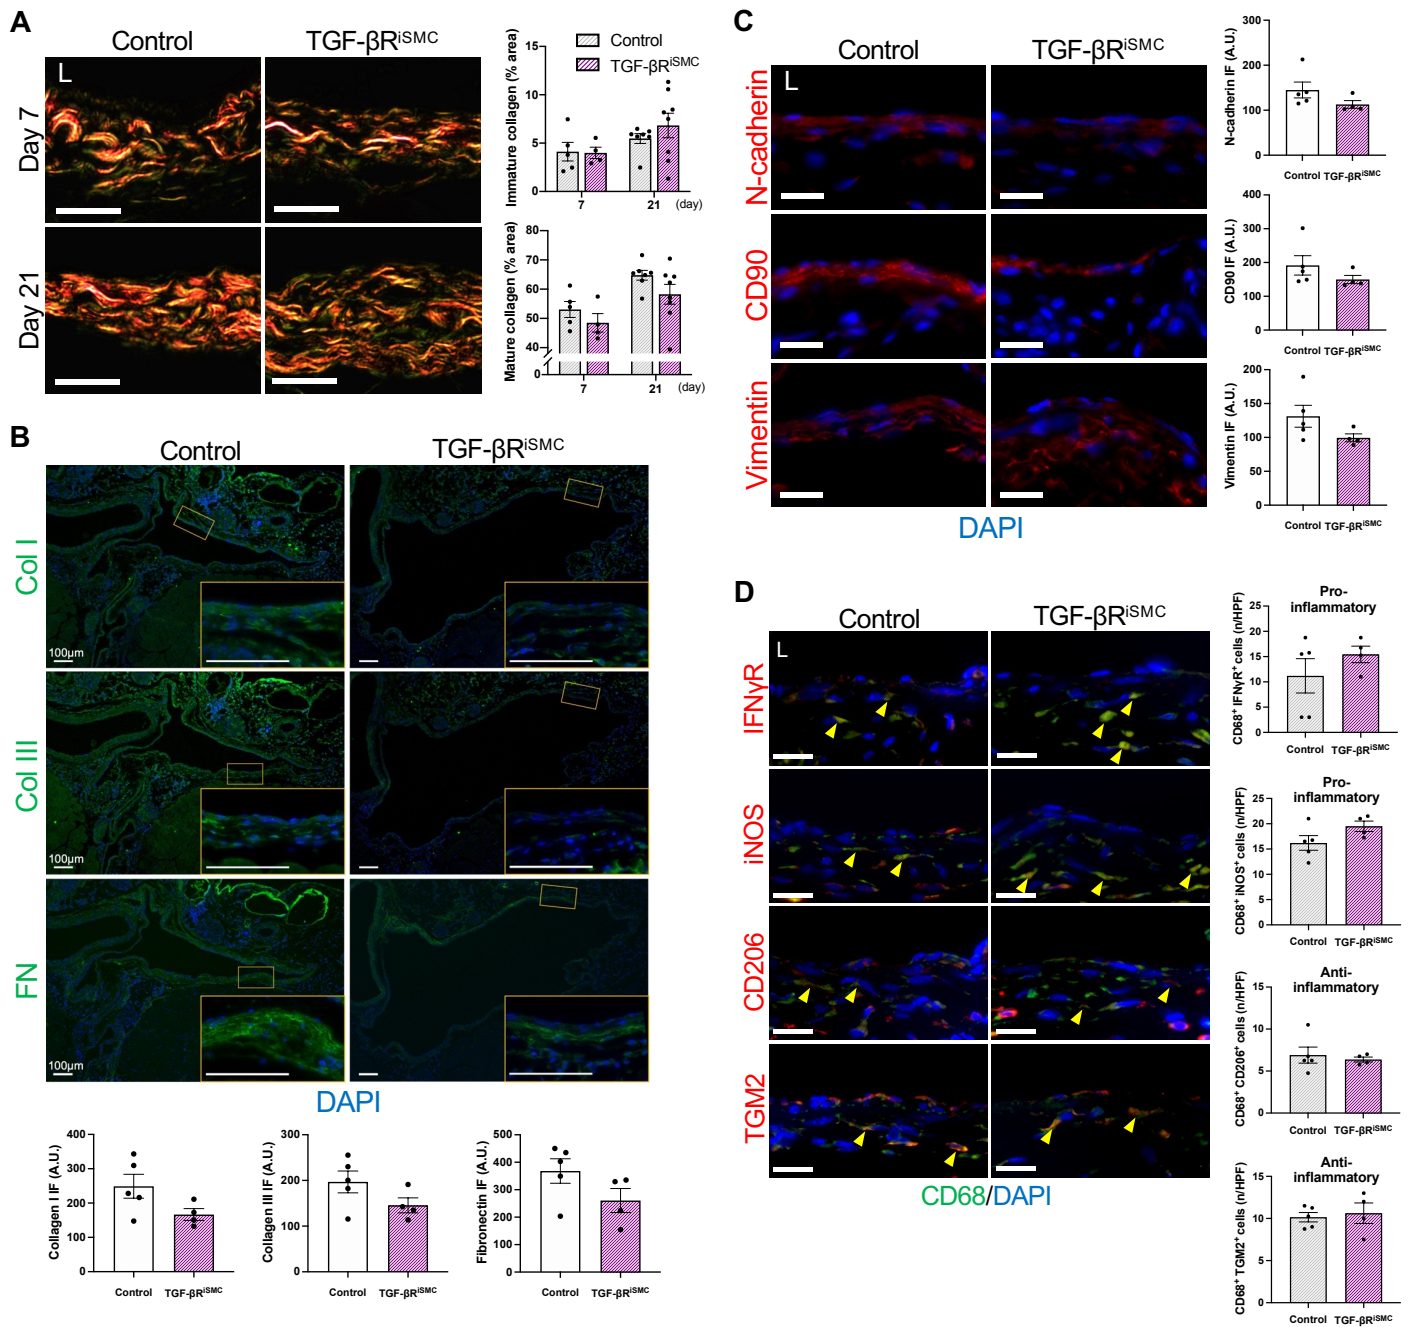 A
Control
TGF-βRiSMC
L
Day 7
Day 21
Immature collagen (% area)
15
10
5
0
7
21
(day)
Control
TGF-βRiSMC
Mature collagen (% area)
80
70
60
50
40
0
7
21
(day)
B
Control
TGF-βRiSMC
Col I
100μm
Col III
100μm
FN
100μm
DAPI
Collagen I IF (A.U.)
400
300
200
100
0
Control
TGF-βRiSMC
Collagen III IF (A.U.)
300
200
100
0
Control
TGF-βRiSMC
Fibronectin IF (A.U.)
500
400
300
200
100
0
Control
TGF-βRiSMC
C
Control
TGF-βRiSMC
L
N-cadherin
CD90
Vimentin
DAPI
N-cadherin IF (A.U.)
300
200
100
0
Control
TGF-βRiSMC
CD90 IF (A.U.)
400
300
200
100
0
Control
TGF-βRiSMC
Vimentin IF (A.U.)
200
150
100
50
0
Control
TGF-βRiSMC
D
Control
TGF-βRiSMC
L
IFNγR
iNOS
CD206
TGM2
CD68/DAPI
Pro-
inflammatory
CD68+ IFNγR+ cells (n/HPF)
25
20
15
10
5
0
Control
TGF-βRiSMC
Pro-
inflammatory
CD68+ iNOS+ cells (n/HPF)
25
20
15
10
5
0
Control
TGF-βRiSMC
Anti-
inflammatory
CD68+ CD206+ cells (n/HPF)
15
10
5
0
Control
TGF-βRiSMC
Anti-
inflammatory
CD68+ TGM2+ cells (n/HPF)
15
10
5
0
Control
TGF-βRiSMC